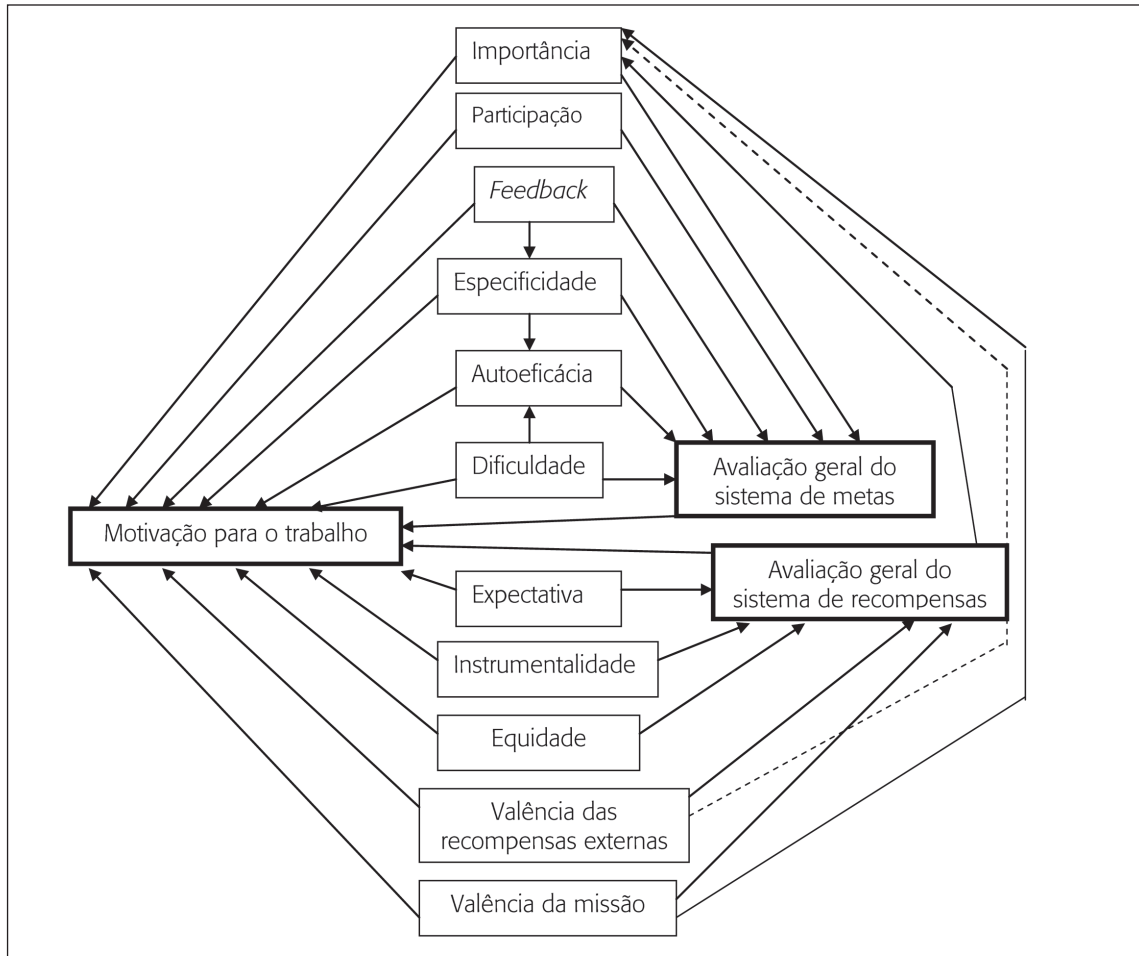 Importância
Participação
Feedback
Especificidade
Autoeficácia
Dificuldade
Avaliação geral do
sistema de metas
Motivação para o trabalho
Avaliação geral do
sistema de recompensas
Expectativa
Instrumentalidade
Equidade
Valência das
recompensas externas
Valência da missão